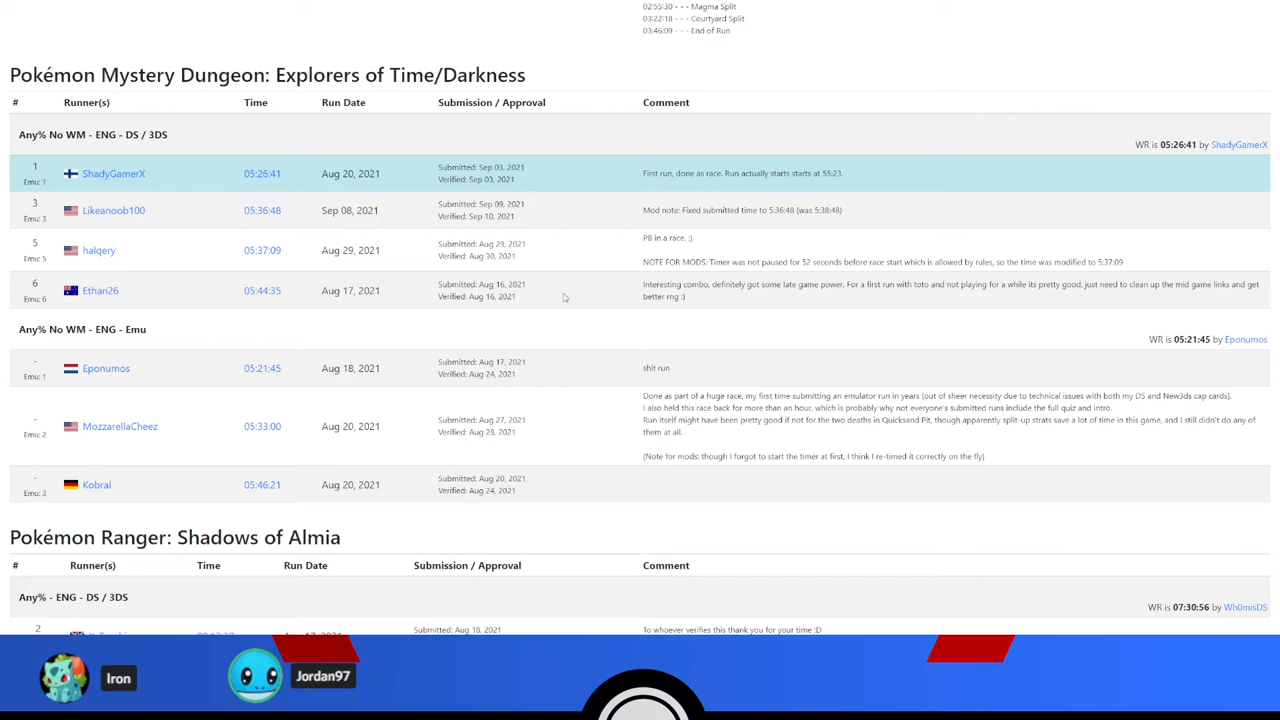 02:55:30 - - - Magma Split
03:22:18 - - - Courtyard Split
03:46:09 - - - End of Run
Pokémon Mystery Dungeon: Explorers of Time/Darkness
# Runner(s) Time Run Date Submission / Approval Comment
Any% No WM - ENG - DS / 3DS
WR is 05:26:41 by ShadyGamerX
1 Emu: 1 ShadyGamerX 05:26:41 Aug 20, 2021 Submitted: Sep 03, 2021 Verified: Sep 03, 2021 First run, done as race. Run actually starts starts at 55:23.
3 Emu: 3 Likeanoob100 05:36:48 Sep 08, 2021 Submitted: Sep 09, 2021 Verified: Sep 10, 2021 Mod note: Fixed submitted time to 5:36:48 (was 5:38:48)
5 Emu: 5 halqery 05:37:09 Aug 29, 2021 Submitted: Aug 29, 2021 Verified: Aug 30, 2021 PB in a race. :)
NOTE FOR MODS: Timer was not paused for 52 seconds before race start which is allowed by rules, so the time was modified to 5:37:09
6 Emu: 6 Ethan26 05:44:35 Aug 17, 2021 Submitted: Aug 16, 2021 Verified: Aug 16, 2021 Interesting combo, definitely got some late game power. For a first run with toto and not playing for a while its pretty good, just need to clean up the mid game links and get
better rng :)
Any% No WM - ENG - Emu
WR is 05:21:45 by Eponumos
- Emu: 1 Eponumos 05:21:45 Aug 18, 2021 Submitted: Aug 17, 2021 Verified: Aug 24, 2021 shit run
- Emu: 2 MozzarellaCheez 05:33:00 Aug 20, 2021 Submitted: Aug 27, 2021 Verified: Aug 28, 2021 Done as part of a huge race, my first time submitting an emulator run in years (out of sheer necessity due to technical issues with both my DS and New3ds cap cards).
I also held this race back for more than an hour, which is probably why not everyone's submitted runs include the full quiz and intro.
Run itself might have been pretty good if not for the two deaths in Quicksand Pit, though apparently split-up strats save a lot of time in this game, and I still didn't do any of
them at all.
(Note for mods: though I forgot to start the timer at first, I think I re-timed it correctly on the fly)
- Emu: 3 Kobral 05:46:21 Aug 20, 2021 Submitted: Aug 20, 2021 Verified: Aug 24, 2021
Pokémon Ranger: Shadows of Almia
# Runner(s) Time Run Date Submission / Approval Comment
Any% - ENG - DS / 3DS
WR is 07:30:56 by Wh0misDS
2 Submitted: Aug 18, 2021 To whoever verifies this thank you for your time :D
Iron
Jordan97